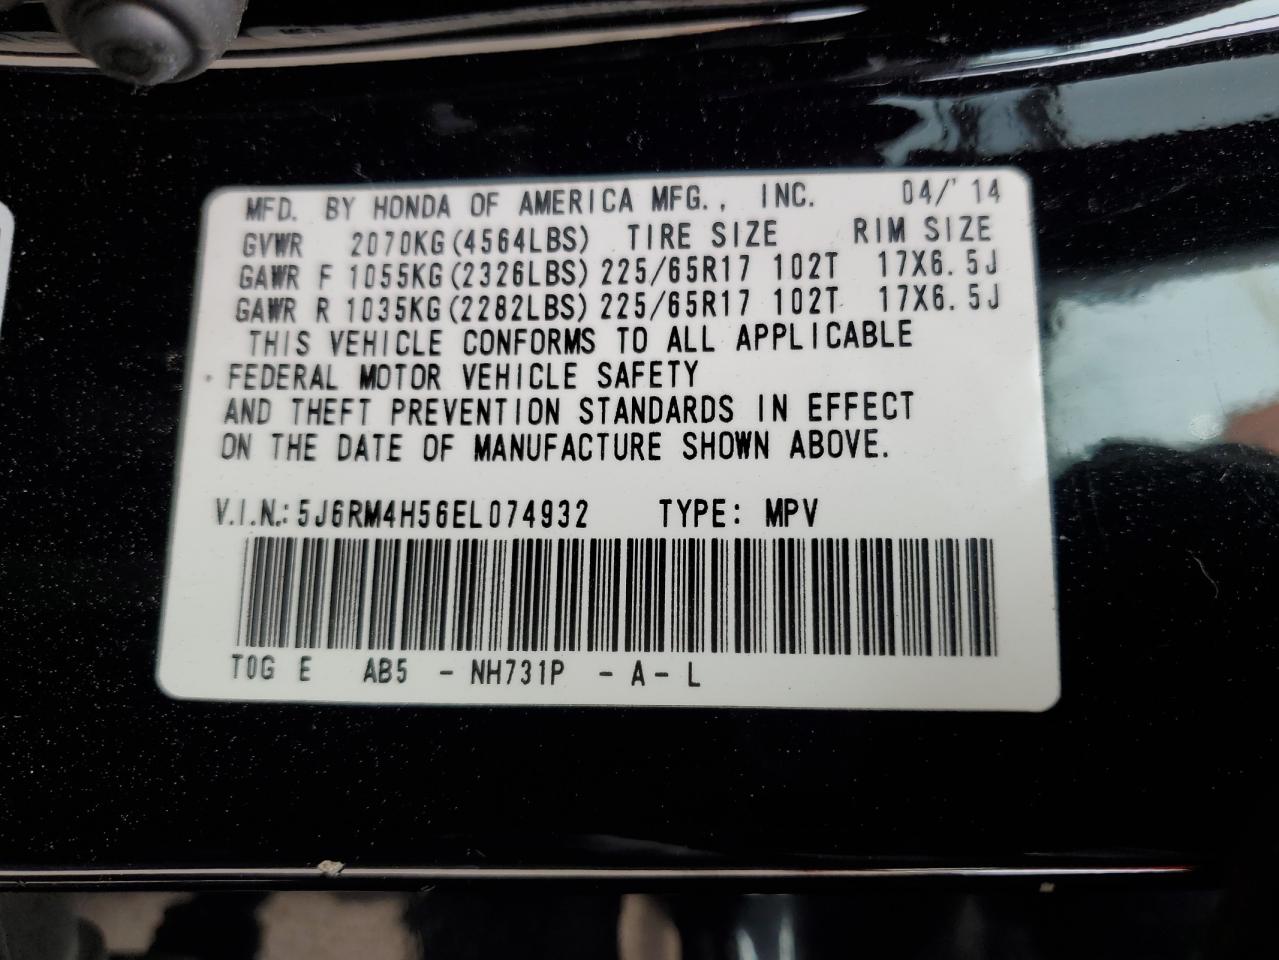 MFD. BY HONDA OF AMERICA MFG., INC. 04/'14
GVWR 2070KG(4564LBS) TIRE SIZE RIM SIZE
GAWR F 1055KG(2326LBS) 225/65R17 102T 17X6.5J
GAWR R 1035KG(2282LBS) 225/65R17 102T 17X6.5J
THIS VEHICLE CONFORMS TO ALL APPLICABLE
FEDERAL MOTOR VEHICLE SAFETY
AND THEFT PREVENTION STANDARDS IN EFFECT
ON THE DATE OF MANUFACTURE SHOWN ABOVE.
V.I.N.: 5J6RM4H56EL074932 TYPE: MPV
T0G E AB5 - NH731P - A - L